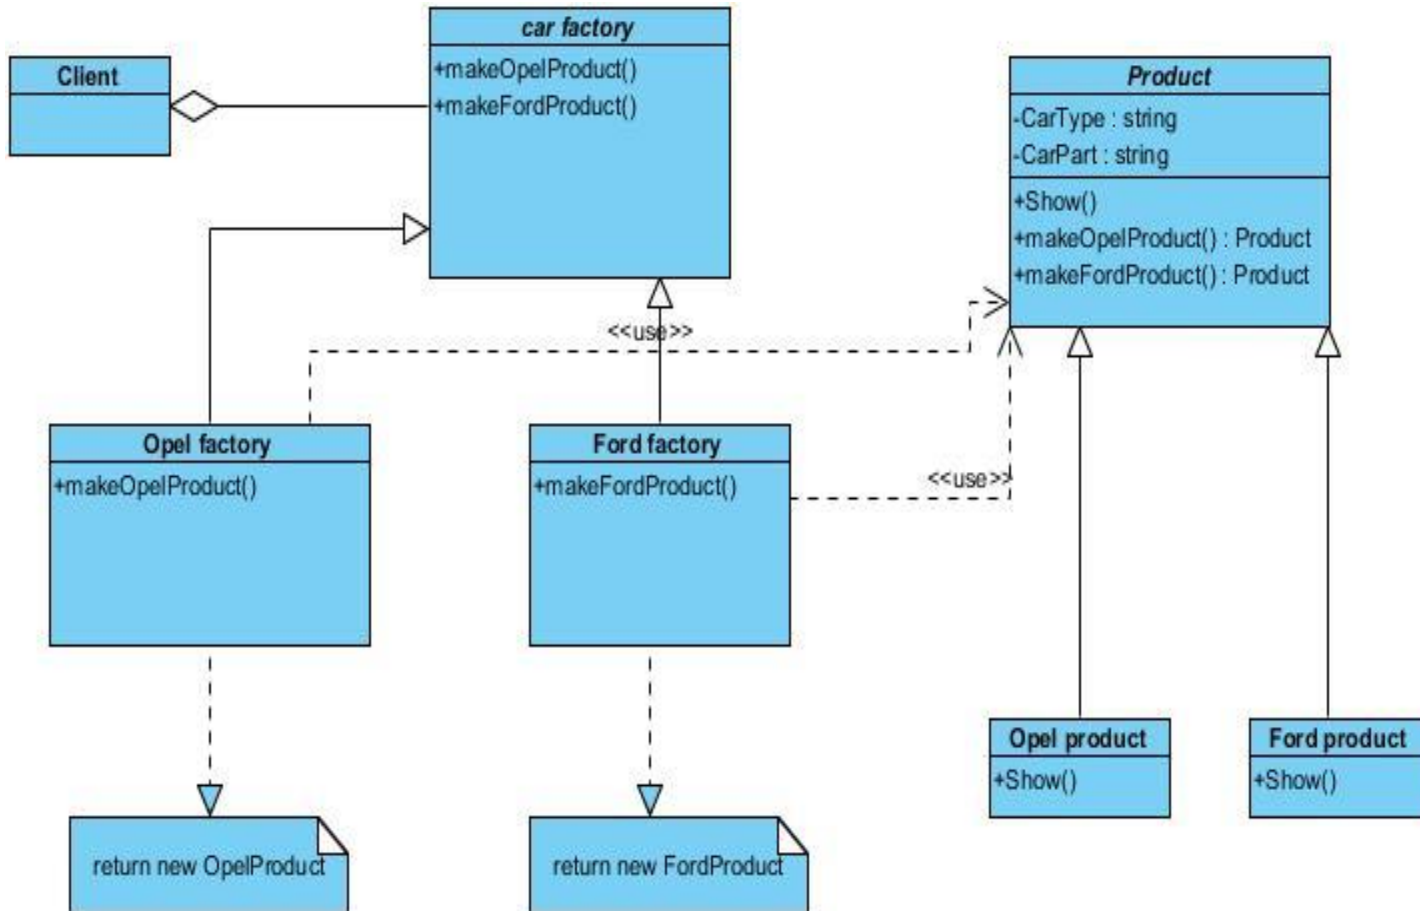 car factory
+makeOpelProduct()
+makeFordProduct()
Client
Product
-CarType : string
-CarPart : string
+Show()
+makeOpelProduct() : Product
+makeFordProduct() : Product
<<use>>
Opel factory
+makeOpelProduct()
Ford factory
+makeFordProduct()
<<use>>
Opel product
+Show()
Ford product
+Show()
return new OpelProduct
return new FordProduct